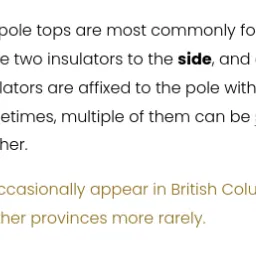 pole tops are most commonly fo
e two insulators to the side, and
lators are affixed to the pole with
etimes, multiple of them can be
her.
ccasionally appear in British Colu
her provinces more rarely.